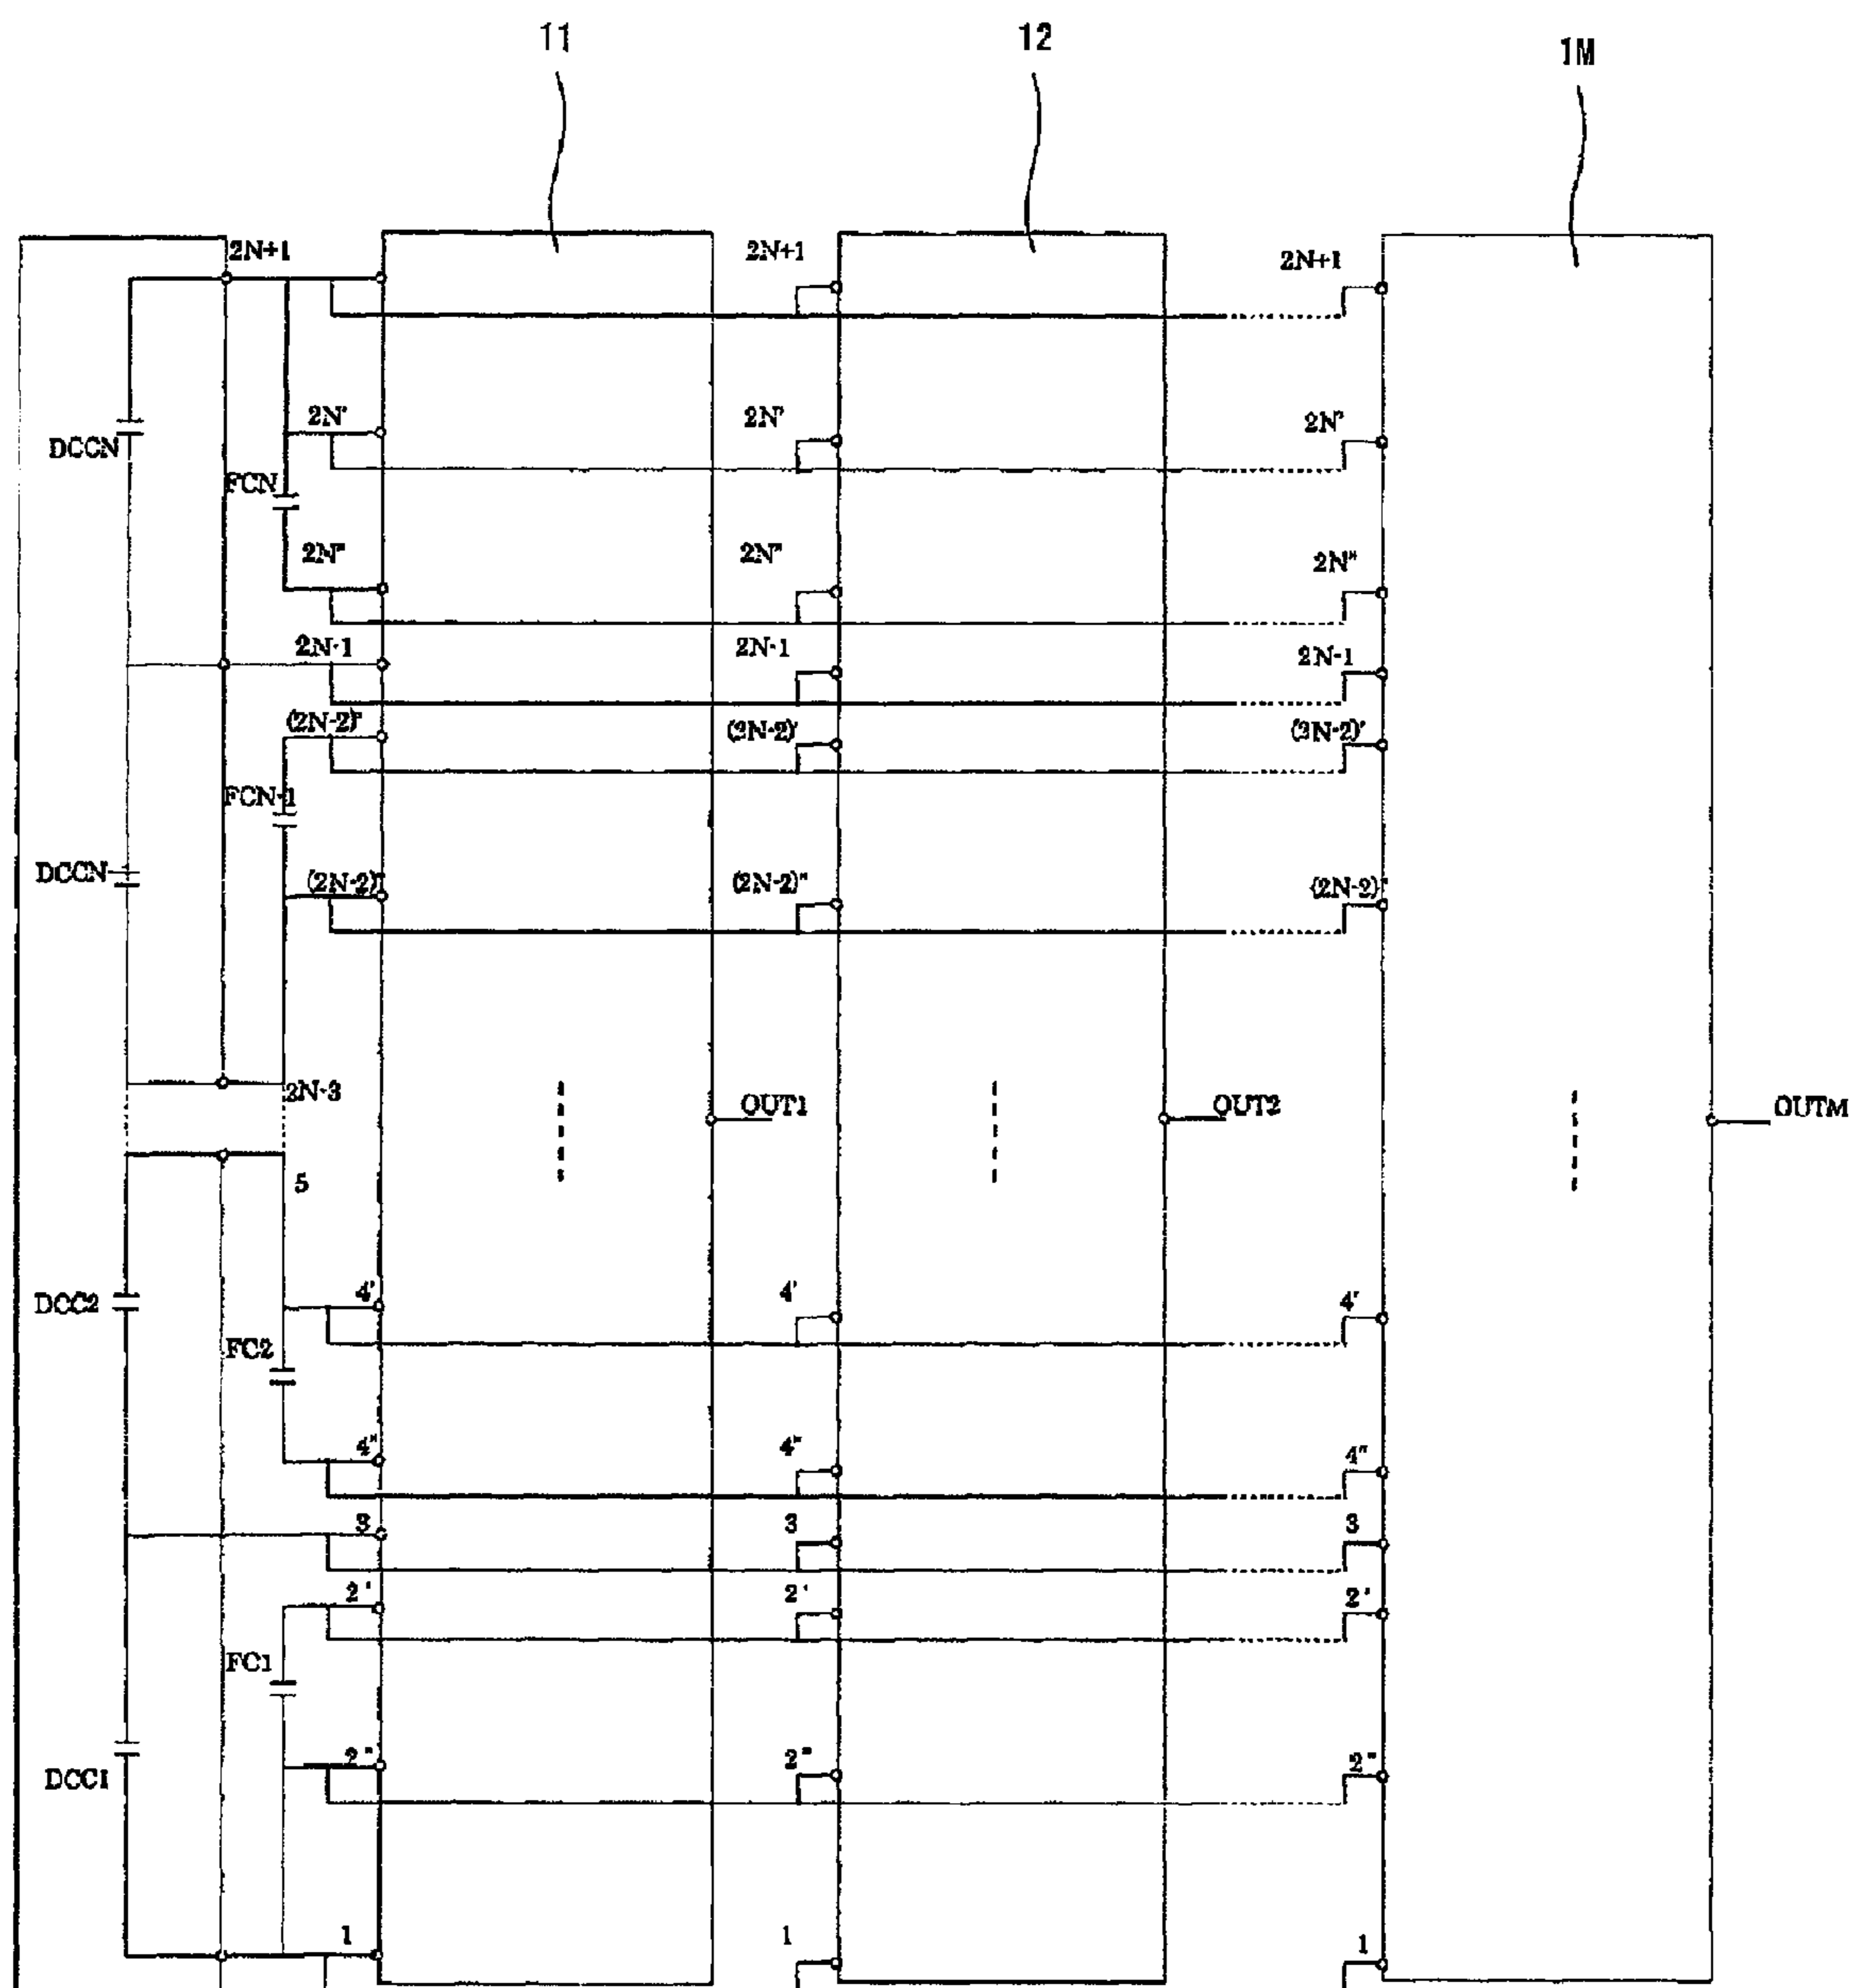 11 12 1M
2N+1 2N+1 2N+1
2N' 2N' 2N'
DCCN
FCN
2N" 2N" 2N"
2N-1 2N-1 2N-1
(2N-2)' (2N-2)' (2N-2)'
FCN-1
DCCN
(2N-2)" (2N-2)" (2N-2)"
2N-3
OUT1 OUT2 OUTM
5
4' 4' 4'
DCC2
FC2
4" 4" 4"
3 3 3
2' 2' 2'
FC1
2" 2" 2"
DCC1
1 1 1